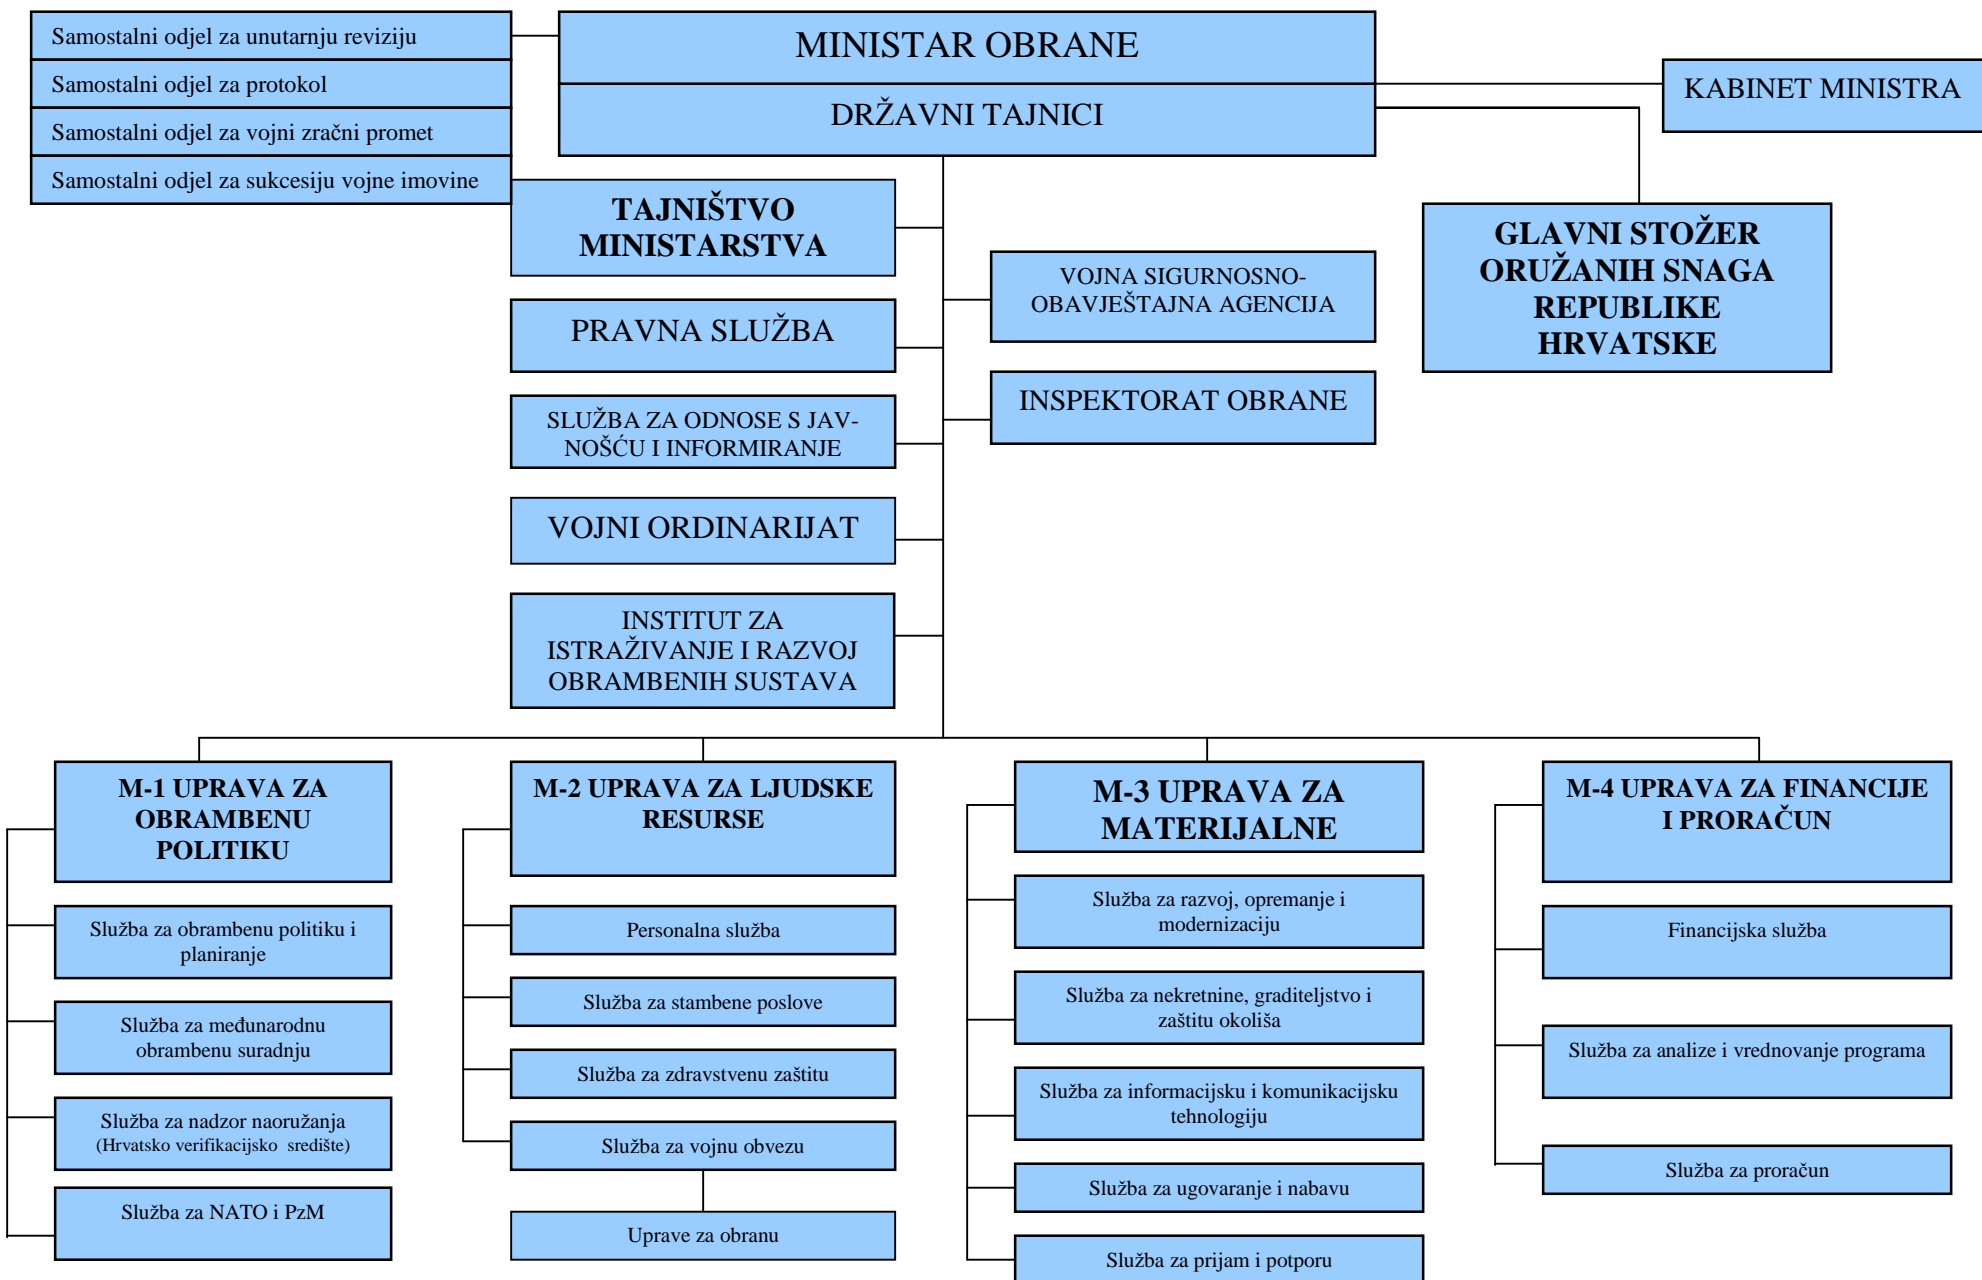 Samostalni odjel za unutarnju reviziju
Samostalni odjel za protokol
Samostalni odjel za vojni zračni promet
Samostalni odjel za sukcesiju vojne imovine
MINISTAR OBRANE
DRŽAVNI TAJNICI
KABINET MINISTRA
TAJNIŠTVO
MINISTARSTVA
PRAVNA SLUŽBA
SLUŽBA ZA ODNOSE S JAV-
NOŠĆU I INFORMIRANJE
VOJNI ORDINARIJAT
INSTITUT ZA
ISTRAŽIVANJE I RAZVOJ
OBRAMBENIH SUSTAVA
VOJNA SIGURNOSNO-
OBAVJEŠTAJNA AGENCIJA
INSPEKTORAT OBRANE
GLAVNI STOŽER
ORUŽANIH SNAGA
REPUBLIKE
HRVATSKE
M-1 UPRAVA ZA
OBRAMBENU
POLITIKU
Služba za obrambenu politiku i
planiranje
Služba za međunarodnu
obrambenu suradnju
Služba za nadzor naoružanja
(Hrvatsko verifikacijsko središte)
Služba za NATO i PzM
M-2 UPRAVA ZA LJUDSKE
RESURSE
Personalna služba
Služba za stambene poslove
Služba za zdravstvenu zaštitu
Služba za vojnu obvezu
Uprave za obranu
M-3 UPRAVA ZA
MATERIJALNE
Služba za razvoj, opremanje i
modernizaciju
Služba za nekretnine, graditeljstvo i
zaštitu okoliša
Služba za informacijsku i komunikacijsku
tehnologiju
Služba za ugovaranje i nabavu
Služba za prijam i potporu
M-4 UPRAVA ZA FINANCIJE
I PRORAČUN
Financijska služba
Služba za analize i vrednovanje programa
Služba za proračun